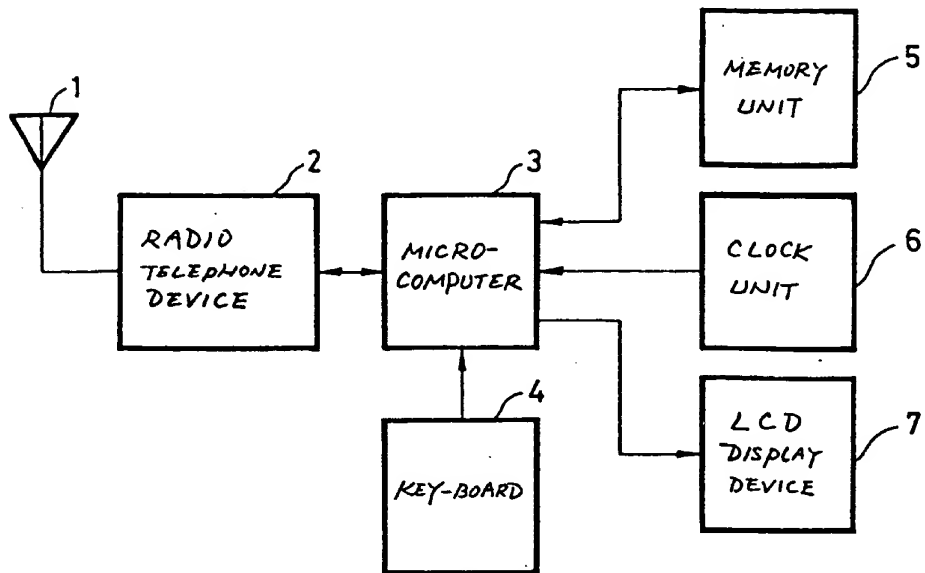 1
2
RADIO
TELEPHONE
DEVICE
3
MICRO-
COMPUTER
4
KEY-BOARD
5
MEMORY
UNIT
6
CLOCK
UNIT
7
LCD
DISPLAY
DEVICE